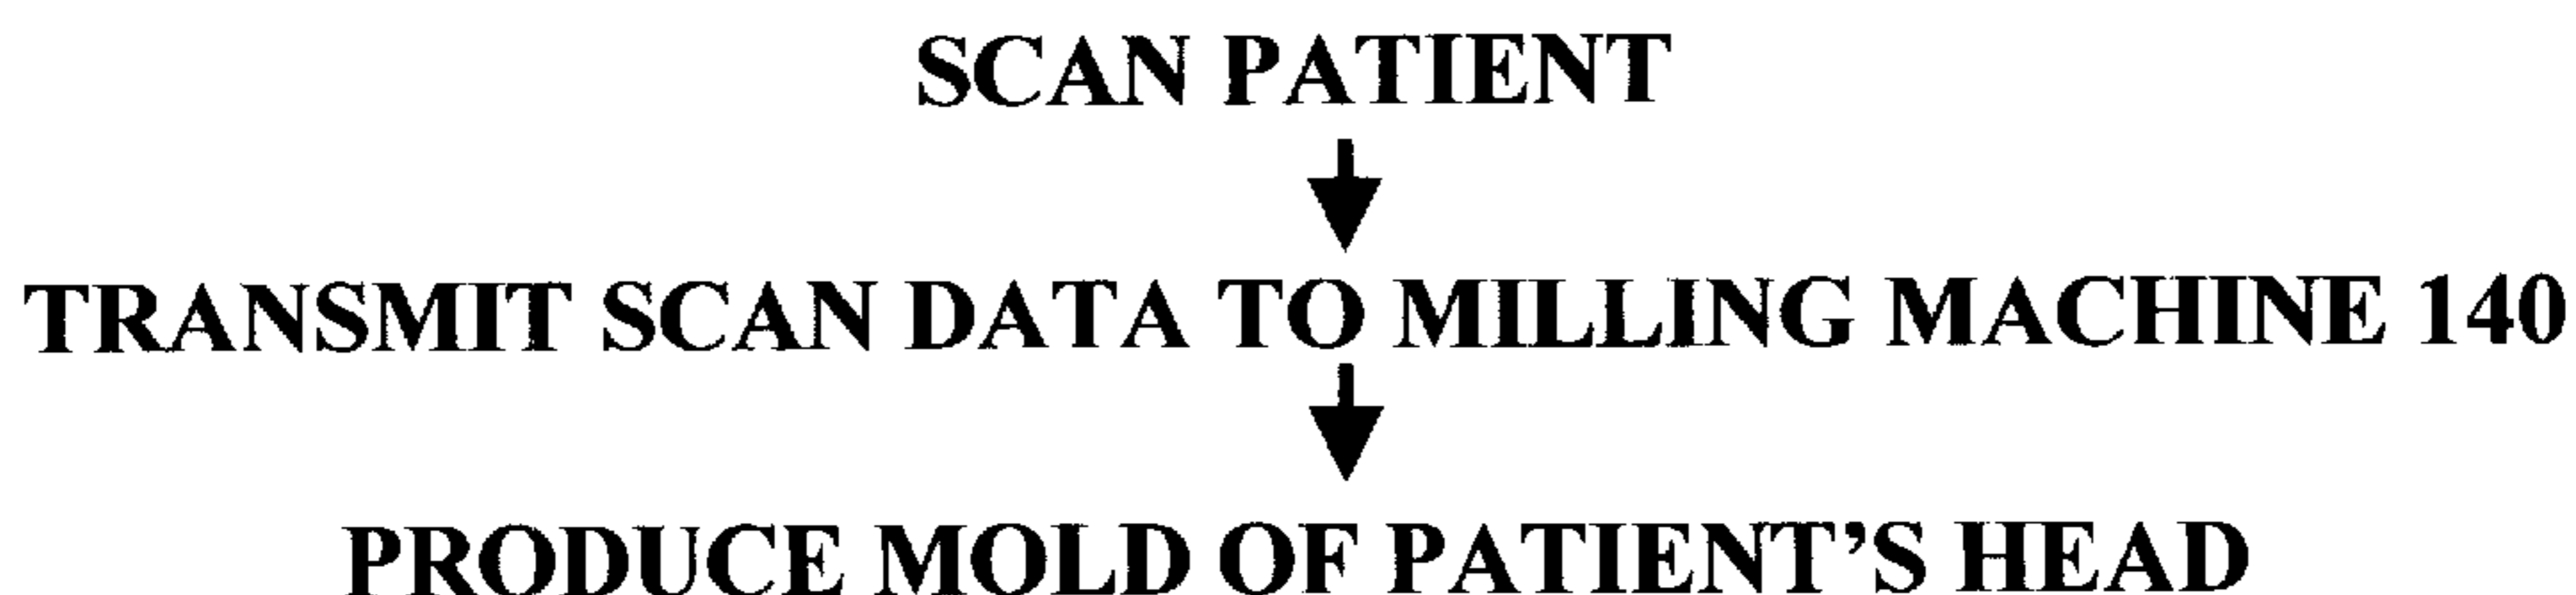 SCAN PATIENT
TRANSMIT SCAN DATA TO MILLING MACHINE 140
PRODUCE MOLD OF PATIENT’S HEAD